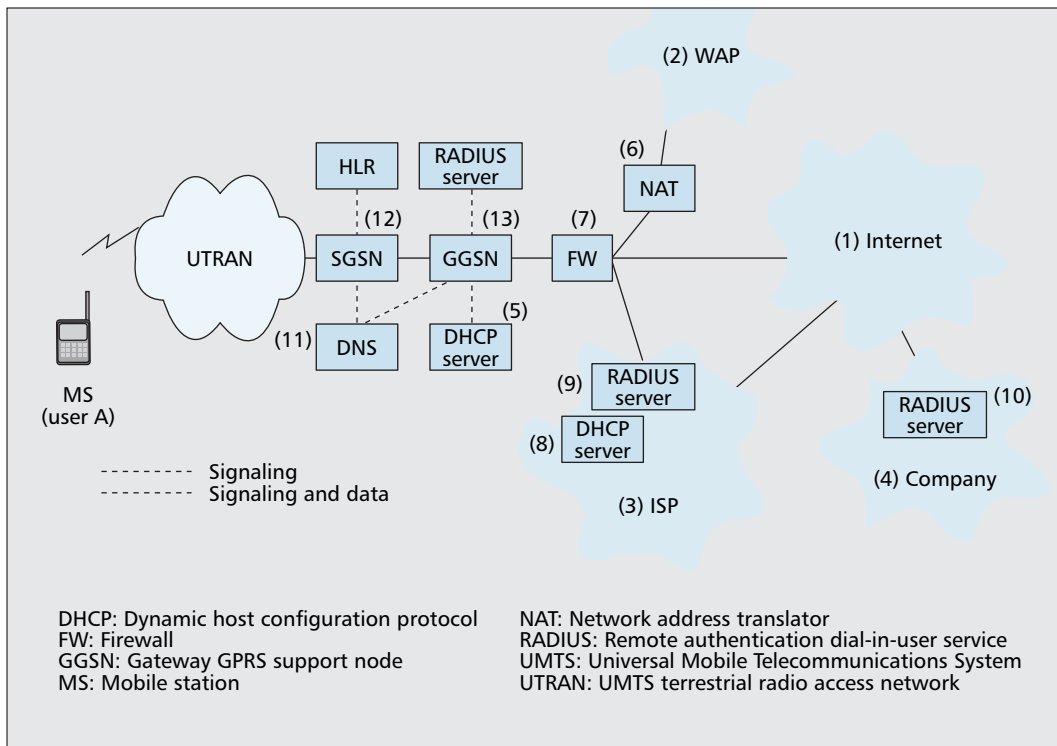 (2) WAP
(6)
HLR
RADIUS
server
NAT
(12)
(13)
(7)
(1) Internet
UTRAN
SGSN
GGSN
FW
(5)
(11)
DNS
DHCP
server
(9)
RADIUS
server
(10)
RADIUS
server
MS
(user A)
(8)
DHCP
server
(4) Company
Signaling
Signaling and data
(3) ISP
DHCP: Dynamic host configuration protocol
FW: Firewall
GGSN: Gateway GPRS support node
MS: Mobile station
NAT: Network address translator
RADIUS: Remote authentication dial-in-user service
UMTS: Universal Mobile Telecommunications System
UTRAN: UMTS terrestrial radio access network